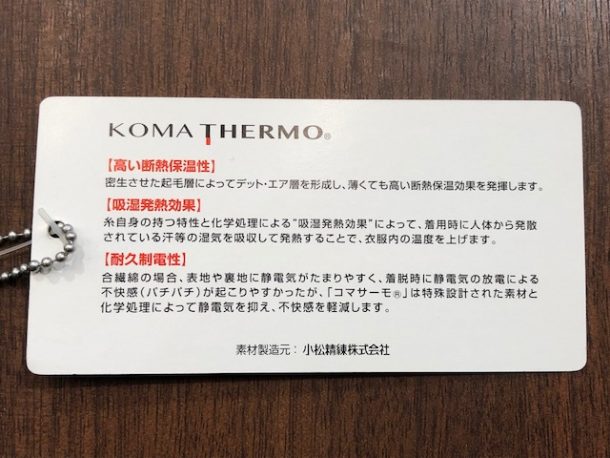 KOMATHERMO®
【高い断熱保温性】
密生させた起毛層によってデット・エア層を形成し、薄くても高い断熱保温効果を発揮します。
【吸湿発熱効果】
糸自身の持つ特性と化学処理による"吸湿発熱効果"によって、着用時に人体から発散
されている汗等の湿気を吸収して発熱することで、衣服内の温度を上げます。
【耐久制電性】
合繊綿の場合、表地や裏地に静電気がたまりやすく、着脱時に静電気の放電による
不快感(パチパチ)が起こりやすかったが、「コマサーモ®」は特殊設計された素材と
化学処理によって静電気を抑え、不快感を軽減します。
素材製造元：小松精練株式会社